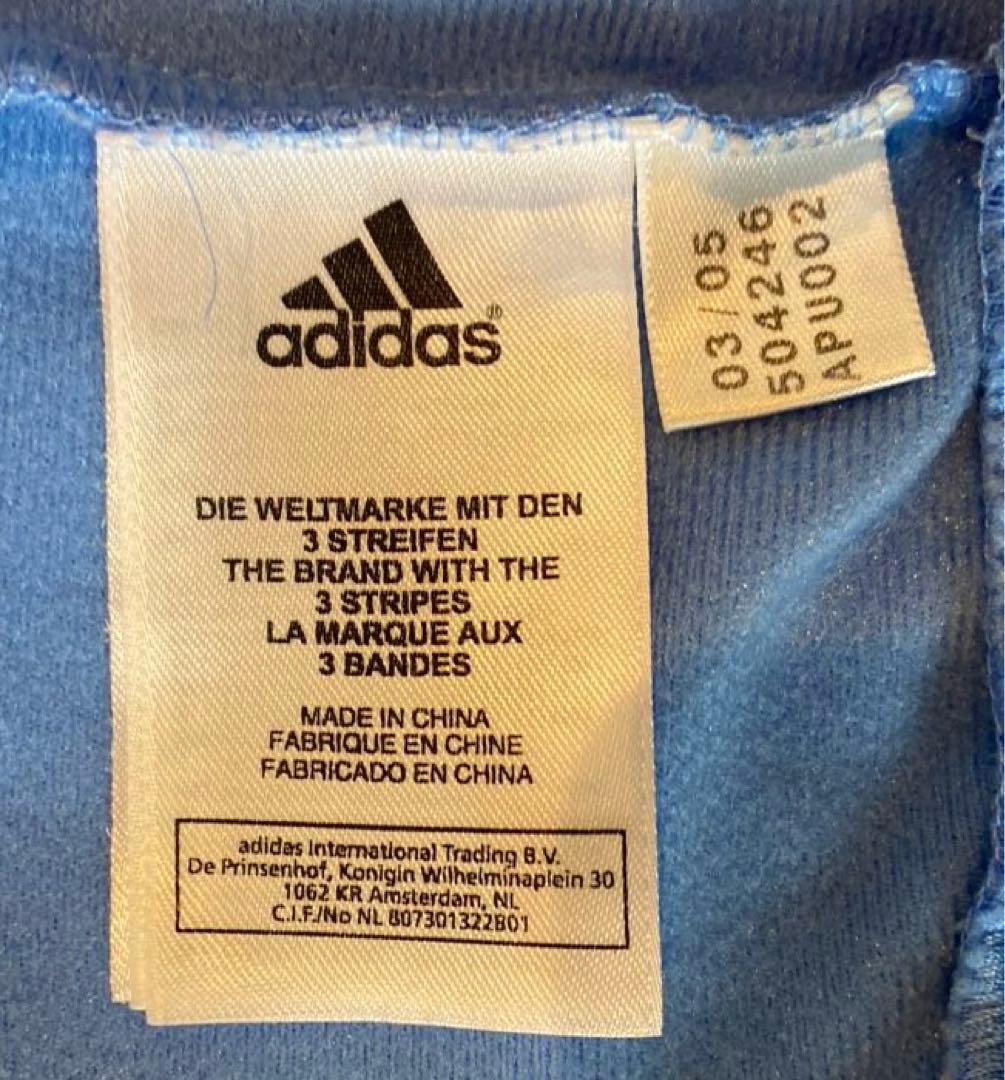 adidas®
DIE WELTMARKE MIT DEN
3 STREIFEN
THE BRAND WITH THE
3 STRIPES
LA MARQUE AUX
3 BANDES
MADE IN CHINA
FABRIQUE EN CHINE
FABRICADO EN CHINA
adidas International Trading B.V.
De Prinsenhof, Konigin Wilhelminaplein 30
1062 KR Amsterdam, NL
C.I.F./No NL 807301322B01
03/05
504246
APU002